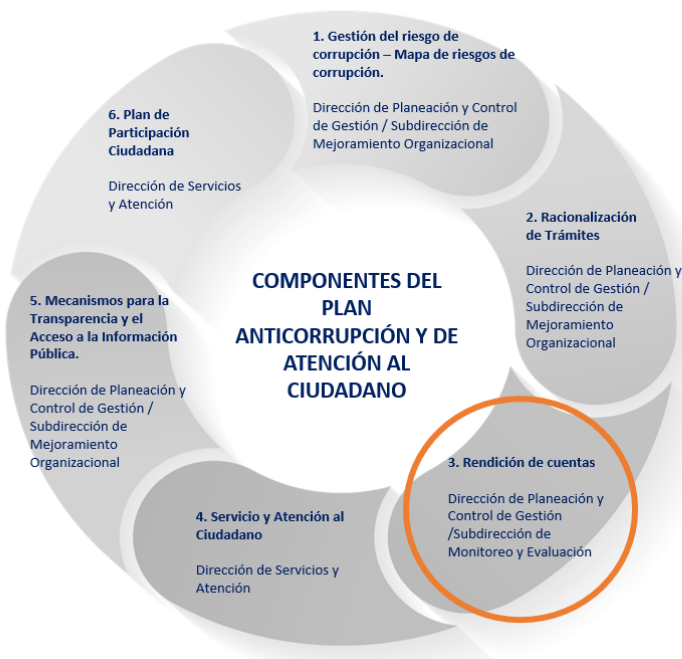 1. Gestión del riesgo de
corrupción – Mapa de riesgos de
corrupción.
Dirección de Planeación y Control
de Gestión / Subdirección de
Mejoramiento Organizacional
2. Racionalización
de Trámites
Dirección de Planeación y
Control de Gestión /
Subdirección de
Mejoramiento
Organizacional
3. Rendición de cuentas
Dirección de Planeación y
Control de Gestión
/Subdirección de
Monitoreo y Evaluación
4. Servicio y Atención al
Ciudadano
Dirección de Servicios y
Atención
5. Mecanismos para la
Transparencia y el
Acceso a la Información
Pública.
Dirección de Planeación y
Control de Gestión /
Subdirección de
Mejoramiento
Organizacional
6. Plan de
Participación
Ciudadana
Dirección de Servicios
y Atención
COMPONENTES DEL
PLAN
ANTICORRUPCIÓN Y DE
ATENCIÓN AL
CIUDADANO